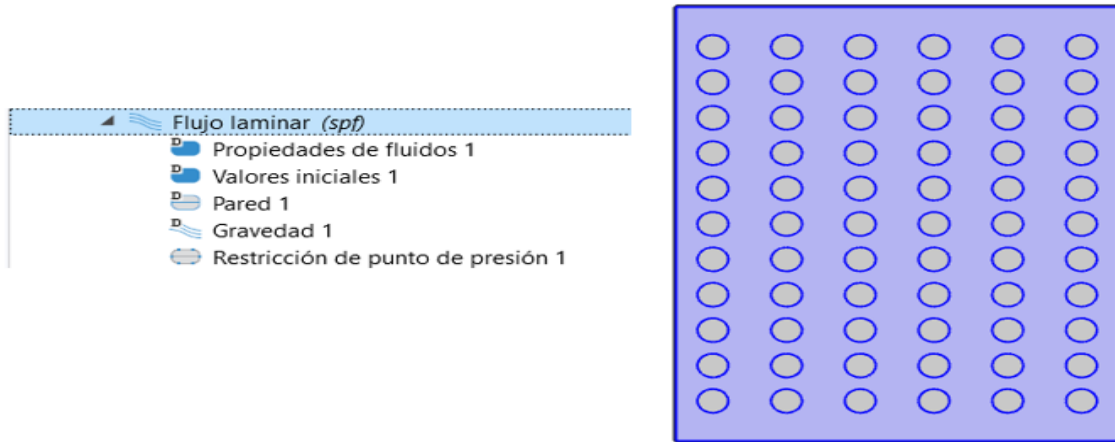 Flujo laminar (spf)
D Propiedades de fluidos 1
D Valores iniciales 1
D Pared 1
D Gravedad 1
Restricción de punto de presión 1